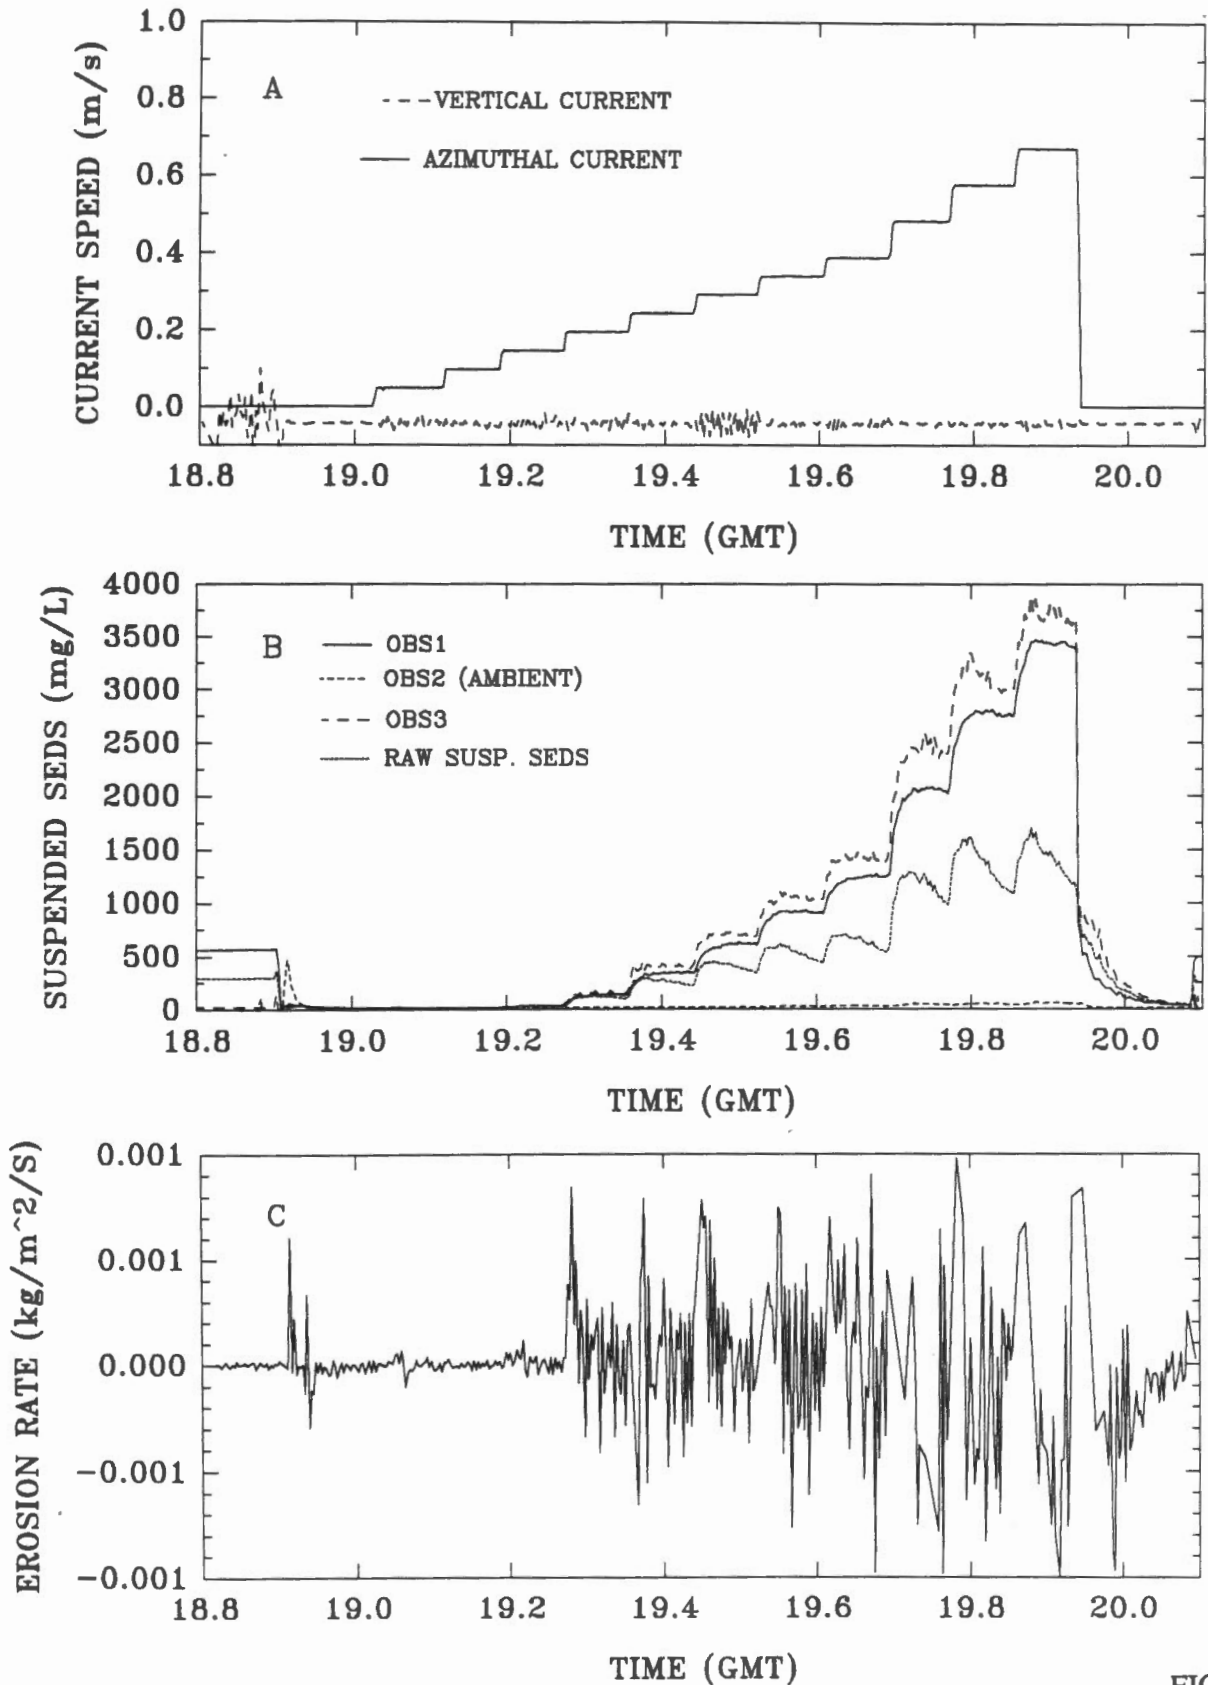 1.0
0.8
0.6
0.4
0.2
0.0
CURRENT SPEED (m/s)
A
VERTICAL CURRENT
AZIMUTHAL CURRENT
18.8 19.0 19.2 19.4 19.6 19.8 20.0
TIME (GMT)
4000
3500
3000
2500
2000
1500
1000
500
0
SUSPENDED SEDS (mg/L)
B
OBS1
OBS2 (AMBIENT)
OBS3
RAW SUSP. SEDS
18.8 19.0 19.2 19.4 19.6 19.8 20.0
TIME (GMT)
0.001
0.001
0.000
-0.001
-0.001
EROSION RATE (kg/m^2/S)
C
18.8 19.0 19.2 19.4 19.6 19.8 20.0
TIME (GMT)